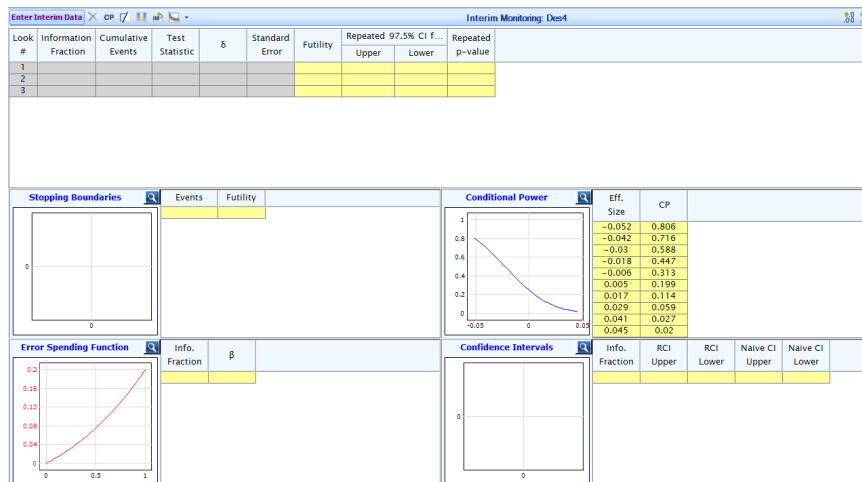 Enter Interim Data CP Interim Monitoring: Des4
Look Information Cumulative Test δ Standard Futility Repeated 97.5% CI f... Repeated
# Fraction Events Statistic Error Upper Lower p-value
1
2
3
Stopping Boundaries Events Futility
0
0
Conditional Power Eff. CP
Size
-0.052 0.806
-0.042 0.716
-0.03 0.588
-0.018 0.447
-0.006 0.313
0.005 0.199
0.017 0.114
0.029 0.059
0.041 0.027
0.045 0.02
1
0.8
0.6
0.4
0.2
0
-0.05 0 0.05
Error Spending Function Info. β
Fraction
0.2
0.16
0.12
0.08
0.04
0
0 0.5 1
Confidence Intervals Info. RCI RCI Naive CI Naive CI
Fraction Upper Lower Upper Lower
0
0